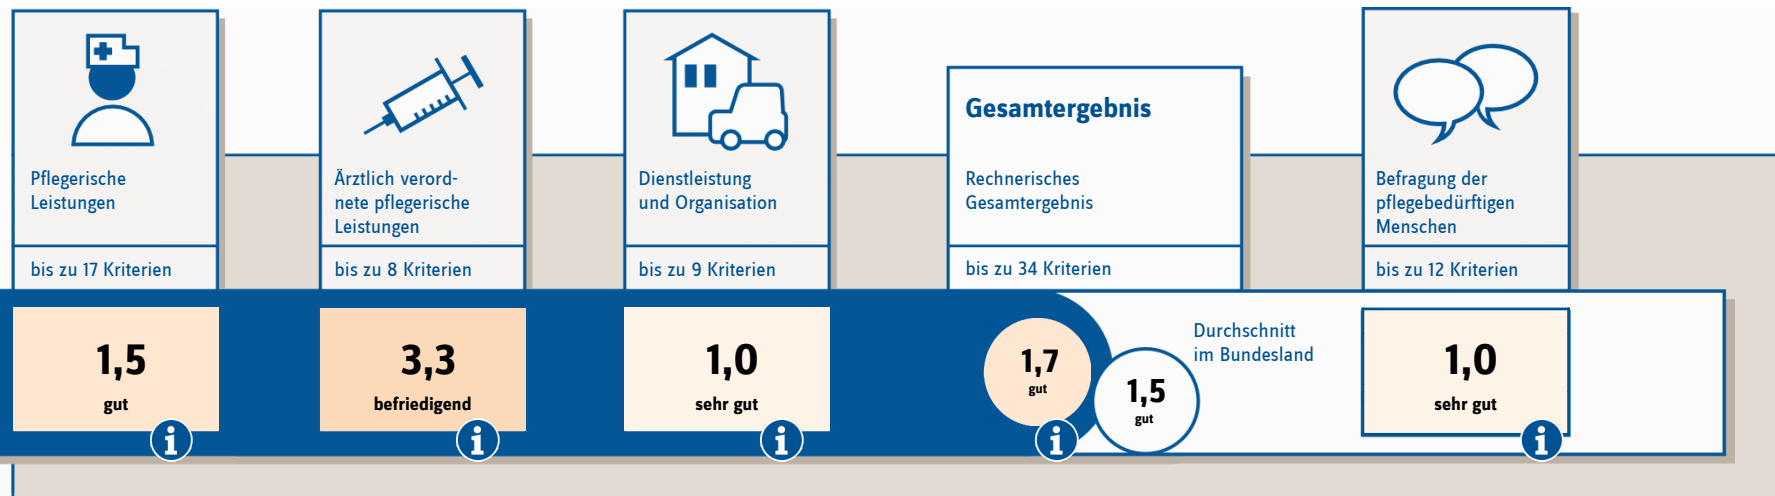 Pflegerische
Leistungen
bis zu 17 Kriterien
1,5
gut
i
Ärztlich verord-
nete pflegerische
Leistungen
bis zu 8 Kriterien
3,3
befriedigend
i
Dienstleistung
und Organisation
bis zu 9 Kriterien
1,0
sehr gut
i
Gesamtergebnis
Rechnerisches
Gesamtergebnis
bis zu 34 Kriterien
1,7
gut
i
Durchschnitt
im Bundesland
1,5
gut
Befragung der
pflegebedürftigen
Menschen
bis zu 12 Kriterien
1,0
sehr gut
i